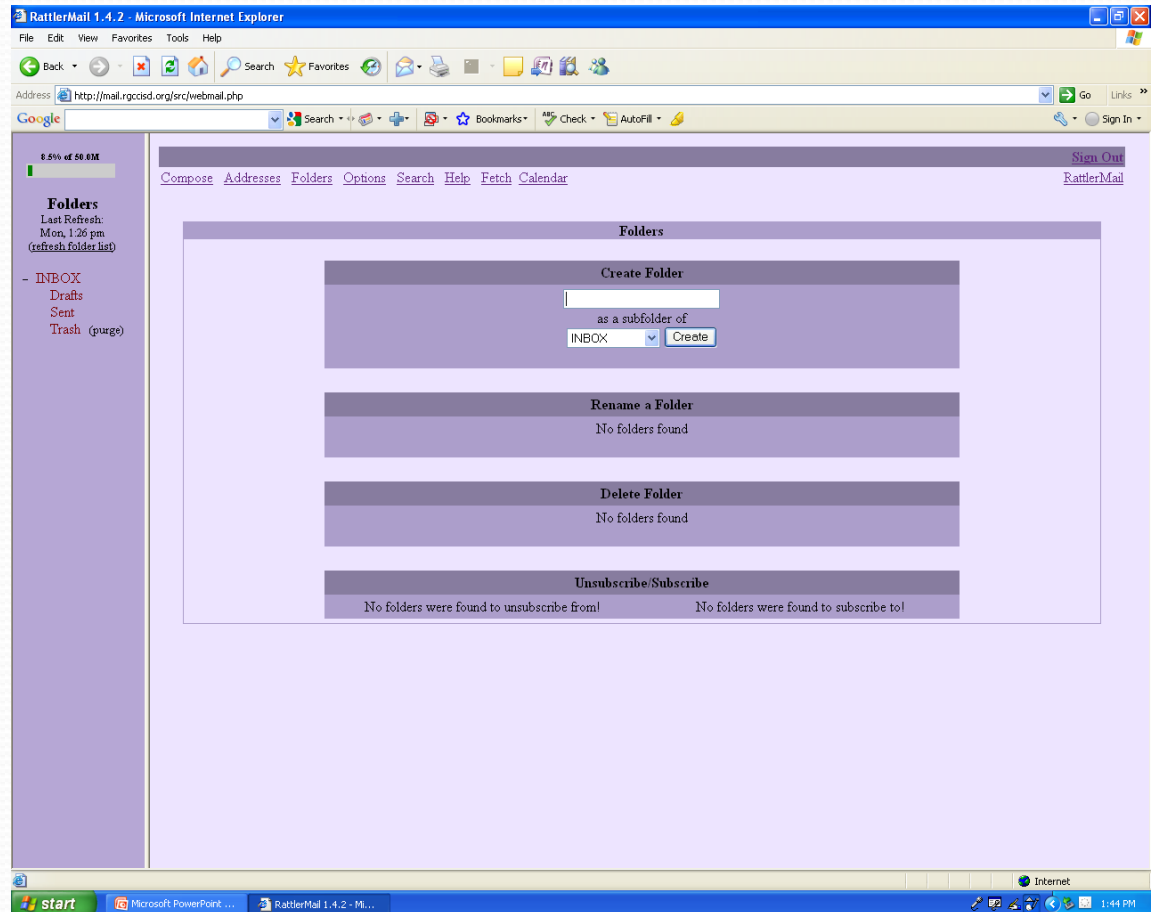 RattlerMail 1.4.2 - Microsoft Internet Explorer
File Edit View Favorites Tools Help
Back Search Favorites
Address http://mail.rgccisd.org/src/webmail.php Go Links »
Google Search Bookmarks ABC Check AutoFill Sign In
8.5% of 50.0M
Folders
Last Refresh:
Mon, 1:26 pm
(refresh folder list)
– INBOX
Drafts
Sent
Trash (purge)
Sign Out
Compose Addresses Folders Options Search Help Fetch Calendar RattlerMail
Folders
Create Folder
as a subfolder of
INBOX Create
Rename a Folder
No folders found
Delete Folder
No folders found
Unsubscribe/Subscribe
No folders were found to unsubscribe from! No folders were found to subscribe to!
Internet
start Microsoft PowerPoint ... RattlerMail 1.4.2 - Mi... 1:44 PM